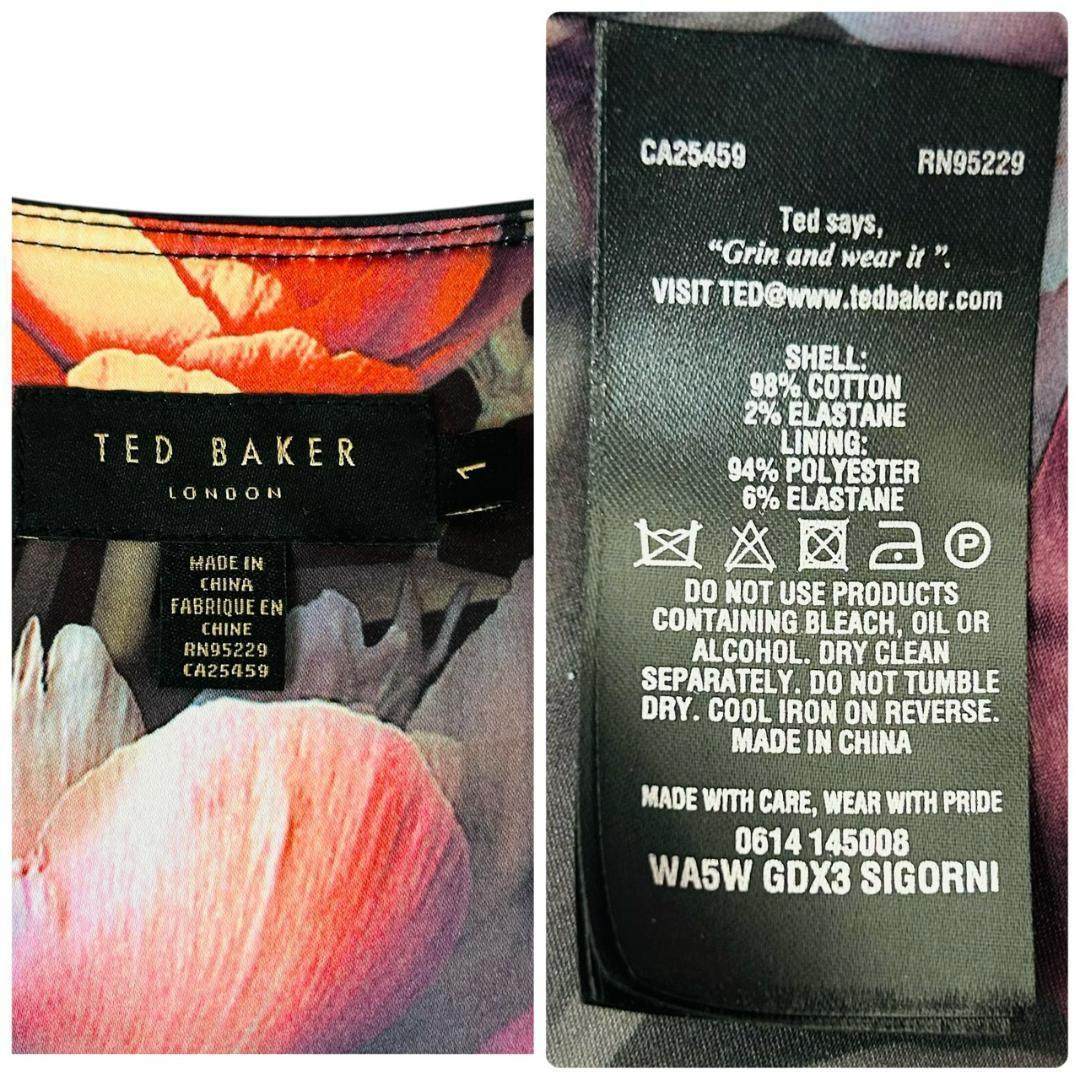 TED BAKER
LONDON
1
MADE IN
CHINA
FABRIQUE EN
CHINE
RN95229
CA25459
CA25459 RN95229
Ted says,
“Grin and wear it ”.
VISIT TED@www.tedbaker.com
SHELL:
98% COTTON
2% ELASTANE
LINING:
94% POLYESTER
6% ELASTANE
P
DO NOT USE PRODUCTS
CONTAINING BLEACH, OIL OR
ALCOHOL. DRY CLEAN
SEPARATELY. DO NOT TUMBLE
DRY. COOL IRON ON REVERSE.
MADE IN CHINA
MADE WITH CARE, WEAR WITH PRIDE
0614 145008
WA5W GDX3 SIGORNI